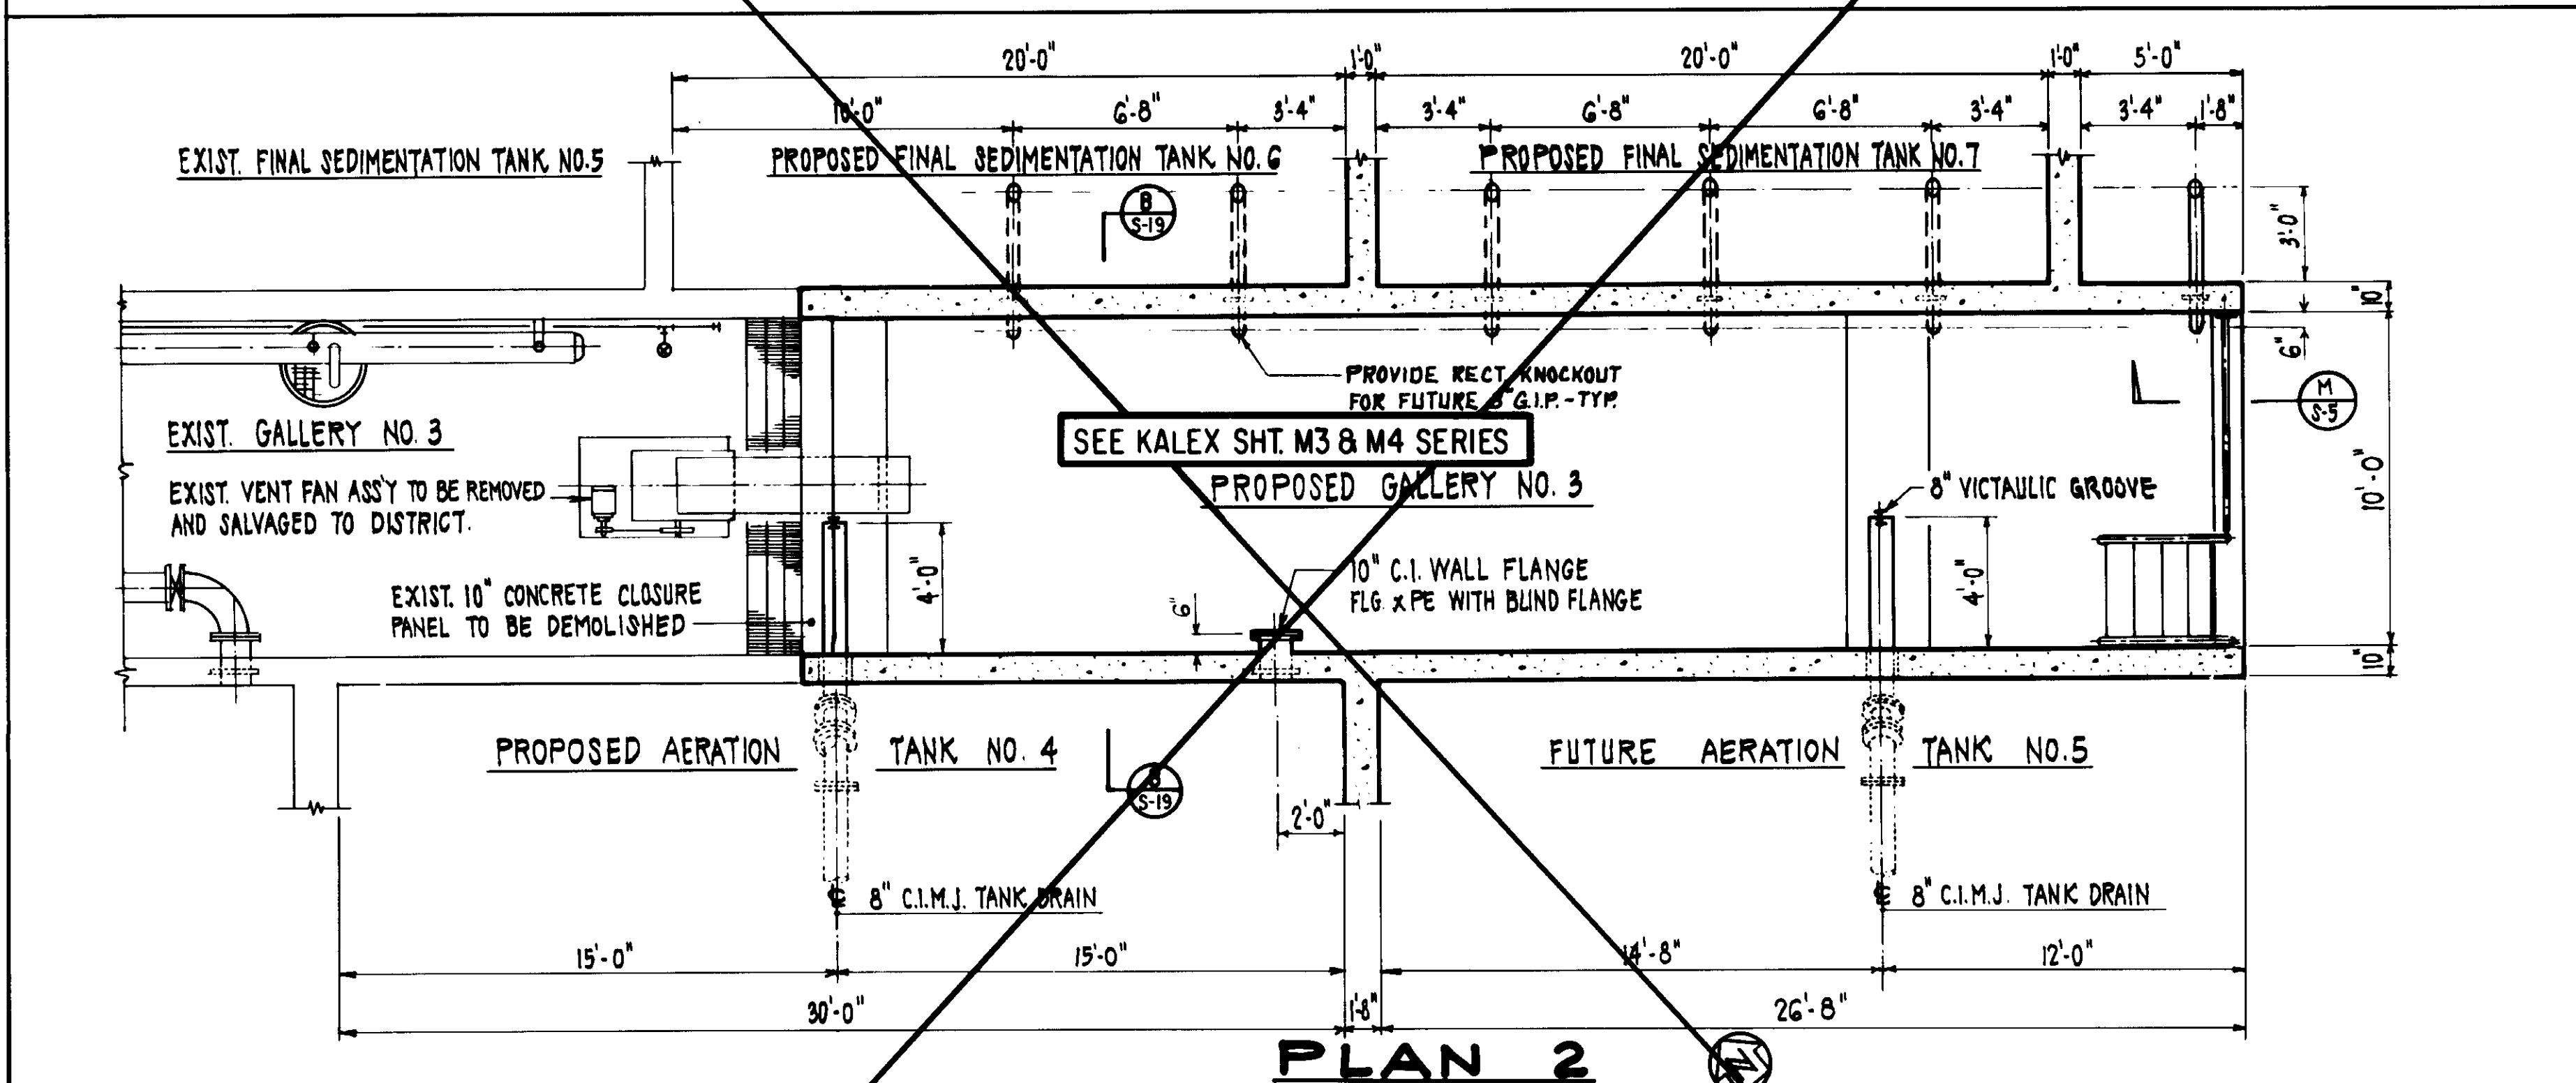 20'-0" 1'-0" 20'-0" 1'-0" 5'-0"
10'-0" 6'-8" 3'-4" 3'-4" 6'-8" 6'-8" 3'-4" 3'-4" 1'-8"
EXIST. FINAL SEDIMENTATION TANK NO.5
PROPOSED FINAL SEDIMENTATION TANK NO.6
PROPOSED FINAL SEDIMENTATION TANK NO.7
B
S-19
3'-0"
10"
6"
PROVIDE RECT. KNOCKOUT
FOR FUTURE G.I.P.-TYP.
M
S-5
EXIST. GALLERY NO. 3
SEE KALEX SHT. M3 & M4 SERIES
PROPOSED GALLERY NO. 3
EXIST. VENT FAN ASS'Y TO BE REMOVED
AND SALVAGED TO DISTRICT.
8" VICTAULIC GROOVE
10'-0"
EXIST. 10" CONCRETE CLOSURE
PANEL TO BE DEMOLISHED
4'-0"
6"
10" C.I. WALL FLANGE
FLG. x PE WITH BLIND FLANGE
4'-0"
10"
PROPOSED AERATION TANK NO. 4
FUTURE AERATION TANK NO.5
S-19
2'-0"
8" C.I.M.J. TANK DRAIN
8" C.I.M.J. TANK DRAIN
15'-0" 15'-0" 14'-8" 12'-0"
30'-0" 1'-8" 26'-8"
PLAN 2
N